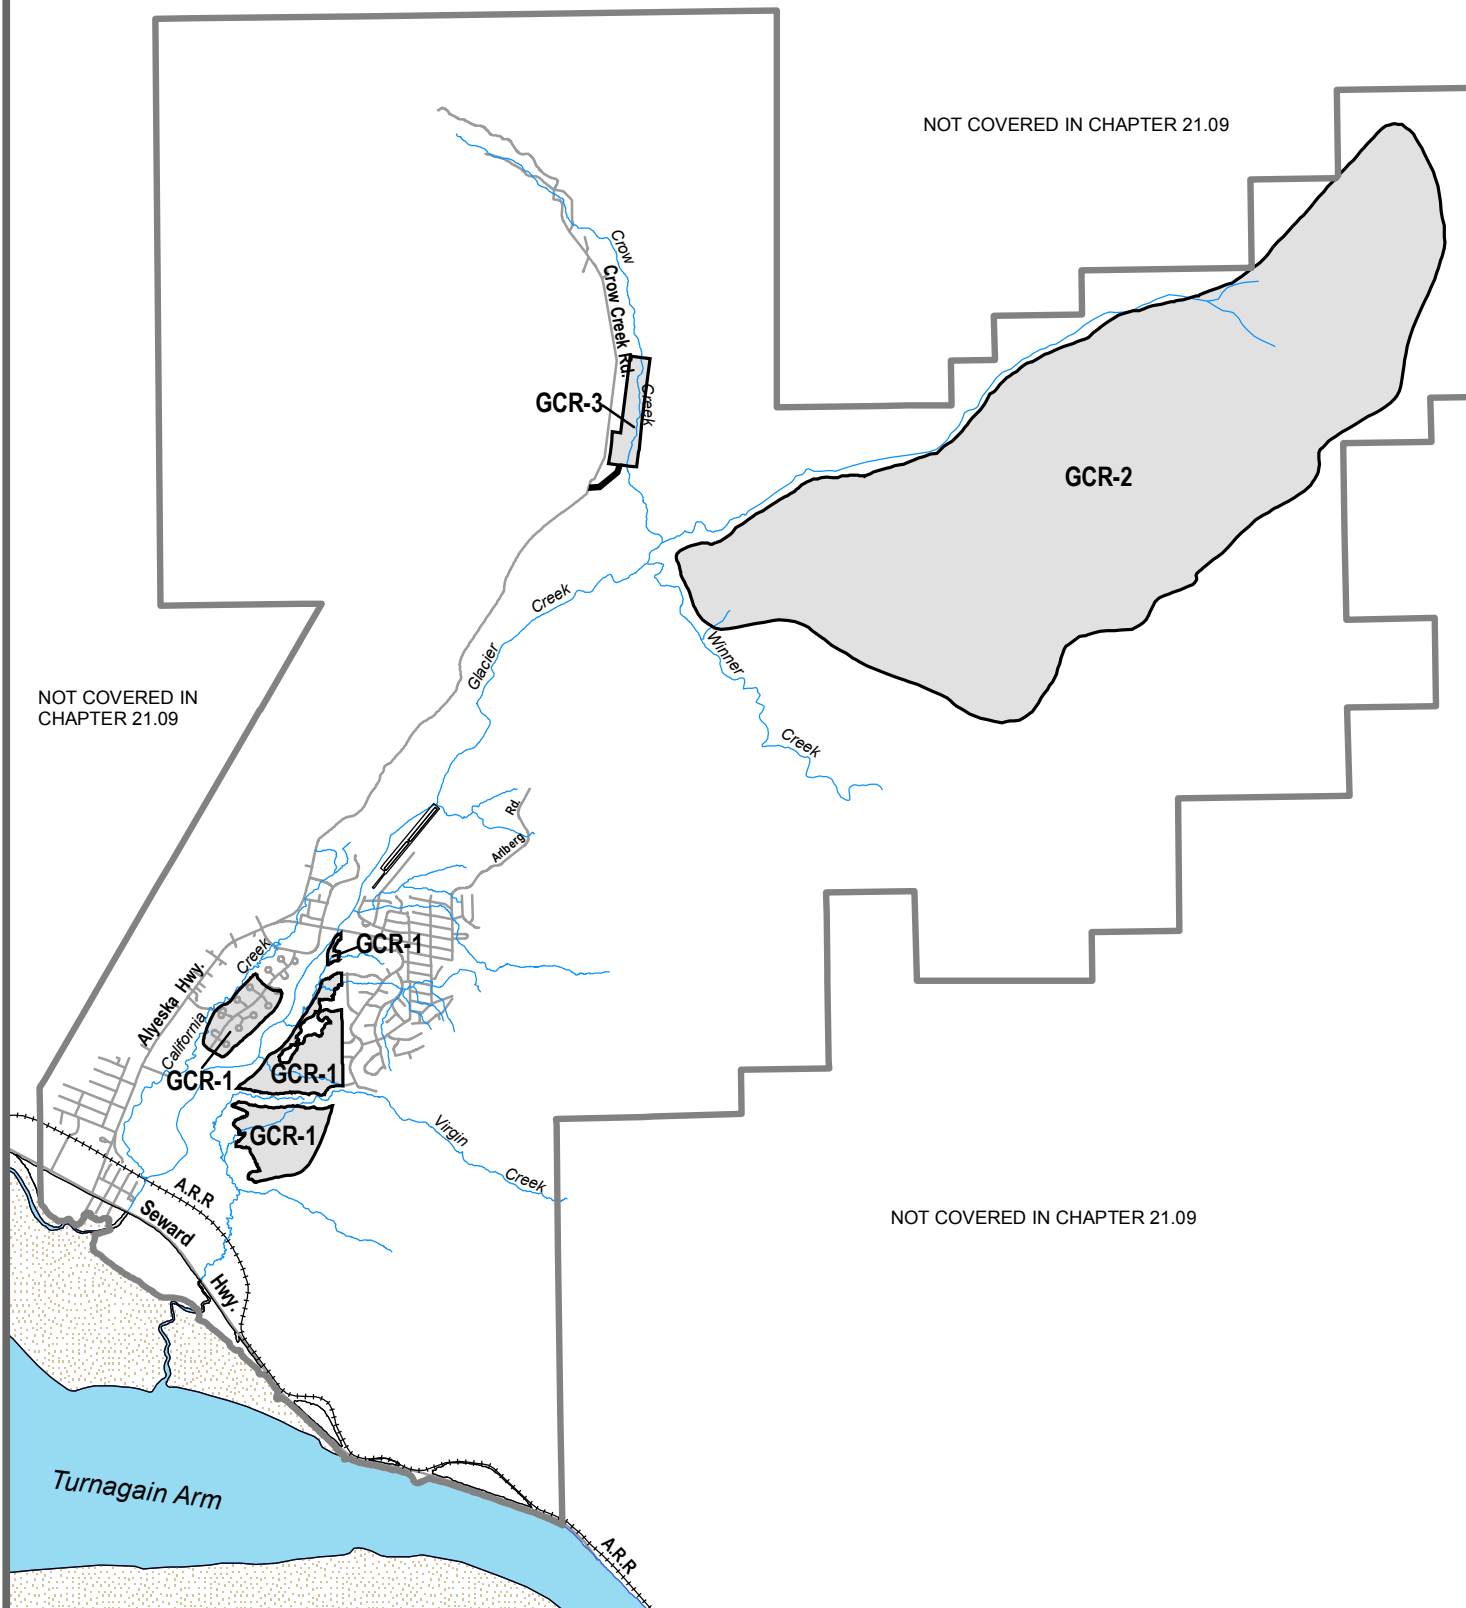 NOT COVERED IN CHAPTER 21.09
Crow
Crow Creek Rd.
Creek
GCR-3
GCR-2
Creek
Glacier
Winner
Creek
NOT COVERED IN
CHAPTER 21.09
Rd.
Arlberg
GCR-1
Creek
Alyeska Hwy.
California
GCR-1
GCR-1
GCR-1
Virgin
Creek
A.R.R
Seward
Hwy.
NOT COVERED IN CHAPTER 21.09
Turnagain Arm
A.R.R